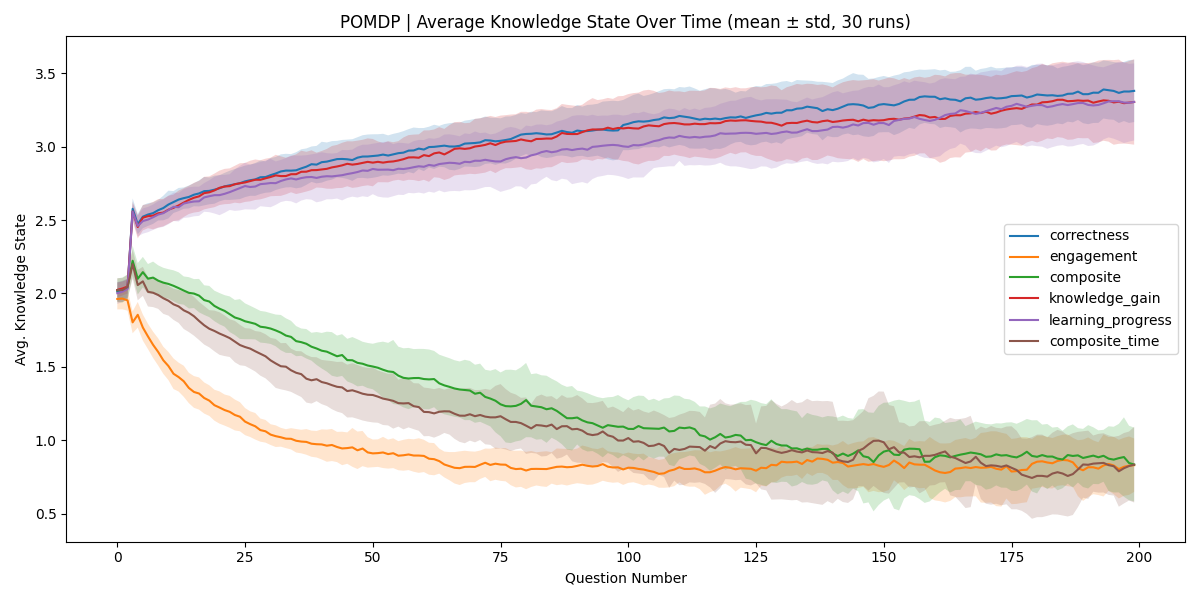 POMDP | Average Knowledge State Over Time (mean ± std, 30 runs)
Avg. Knowledge State
3.5
3.0
2.5
2.0
1.5
1.0
0.5
correctness
engagement
composite
knowledge_gain
learning_progress
composite_time
0 25 50 75 100 125 150 175 200
Question Number